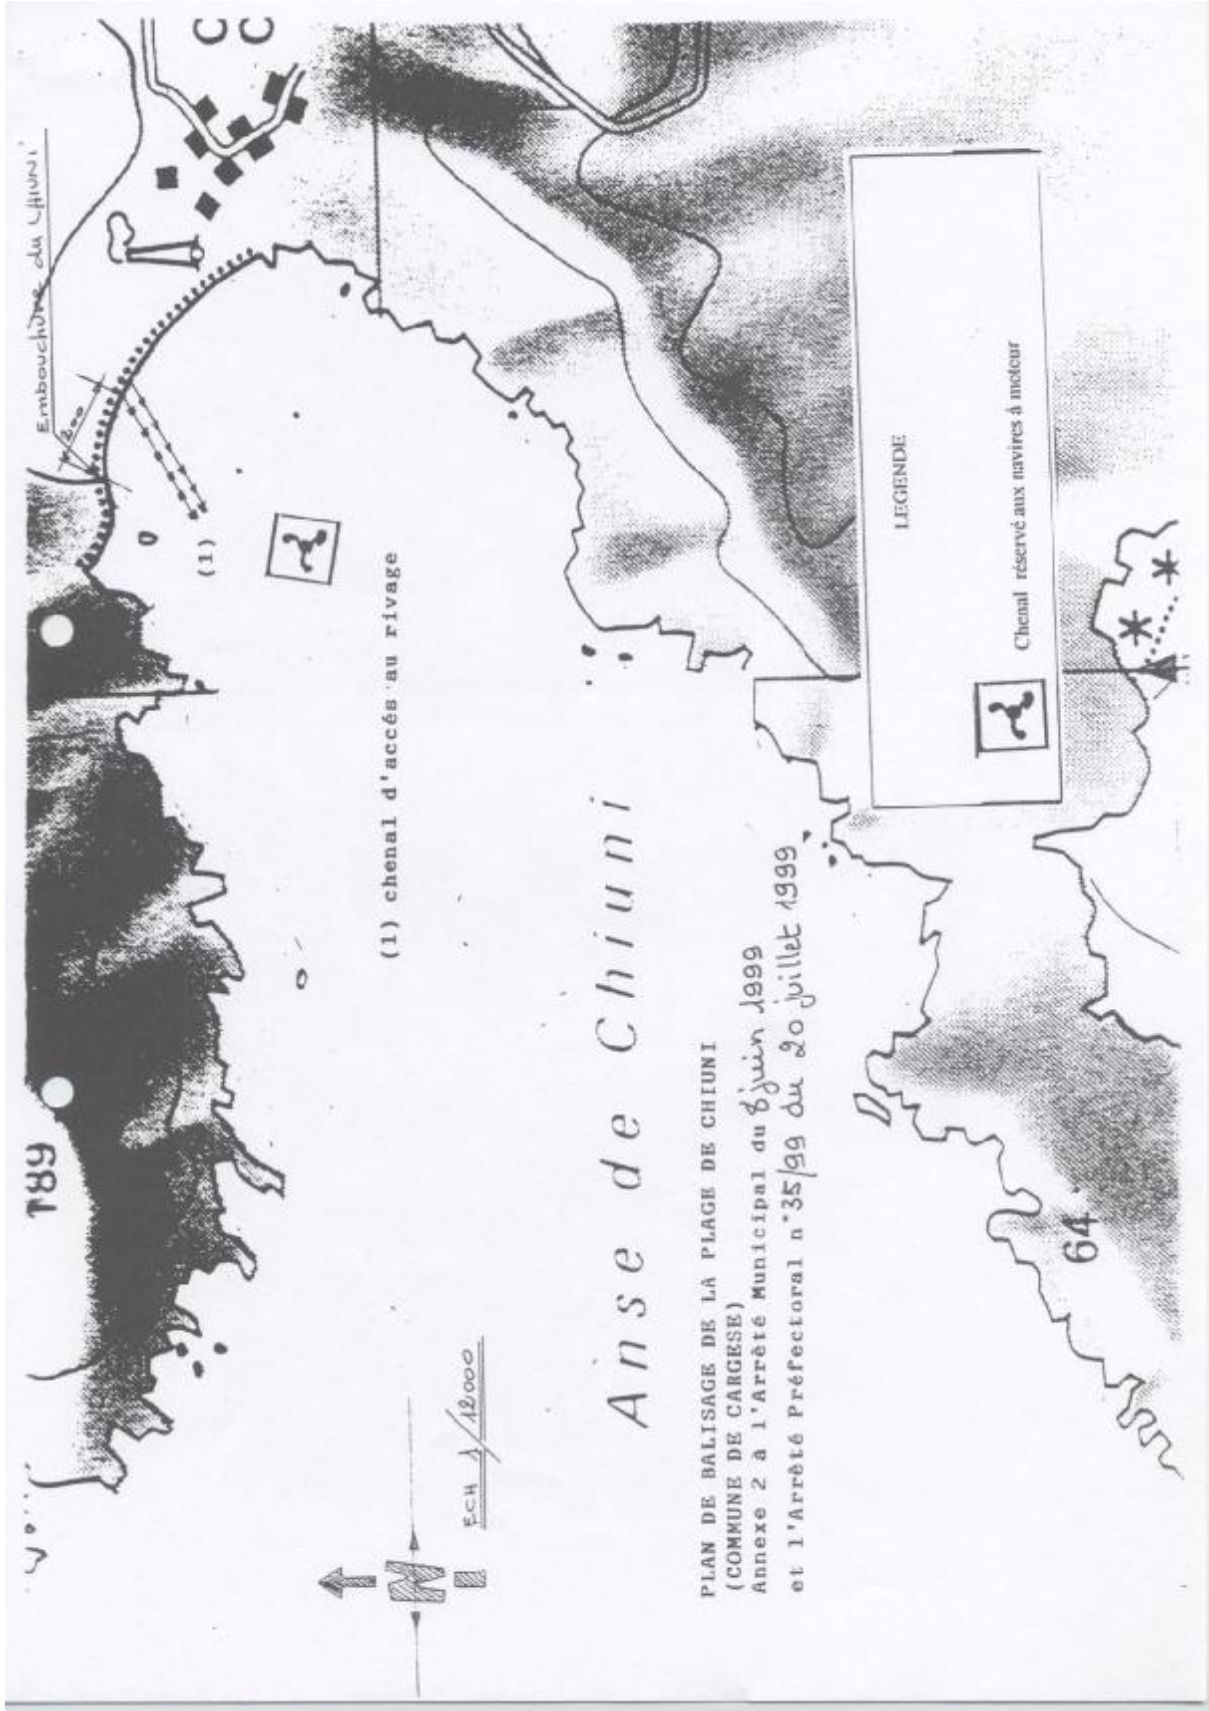 Embouchure du CHIUNI
200
(1)
(1) chenal d'accés au rivage
Anse de Chiuni
189
ECH 1/12000
N
PLAN DE BALISAGE DE LA PLAGE DE CHIUNI
(COMMUNE DE CARGESE)
Annexe 2 a l'Arrêté Municipal du 8 juin 1999
et l'Arrêté Préfectoral n°35/99 du 20 juillet 1999
LEGENDE
Chenal réservé aux navires à moteur
64